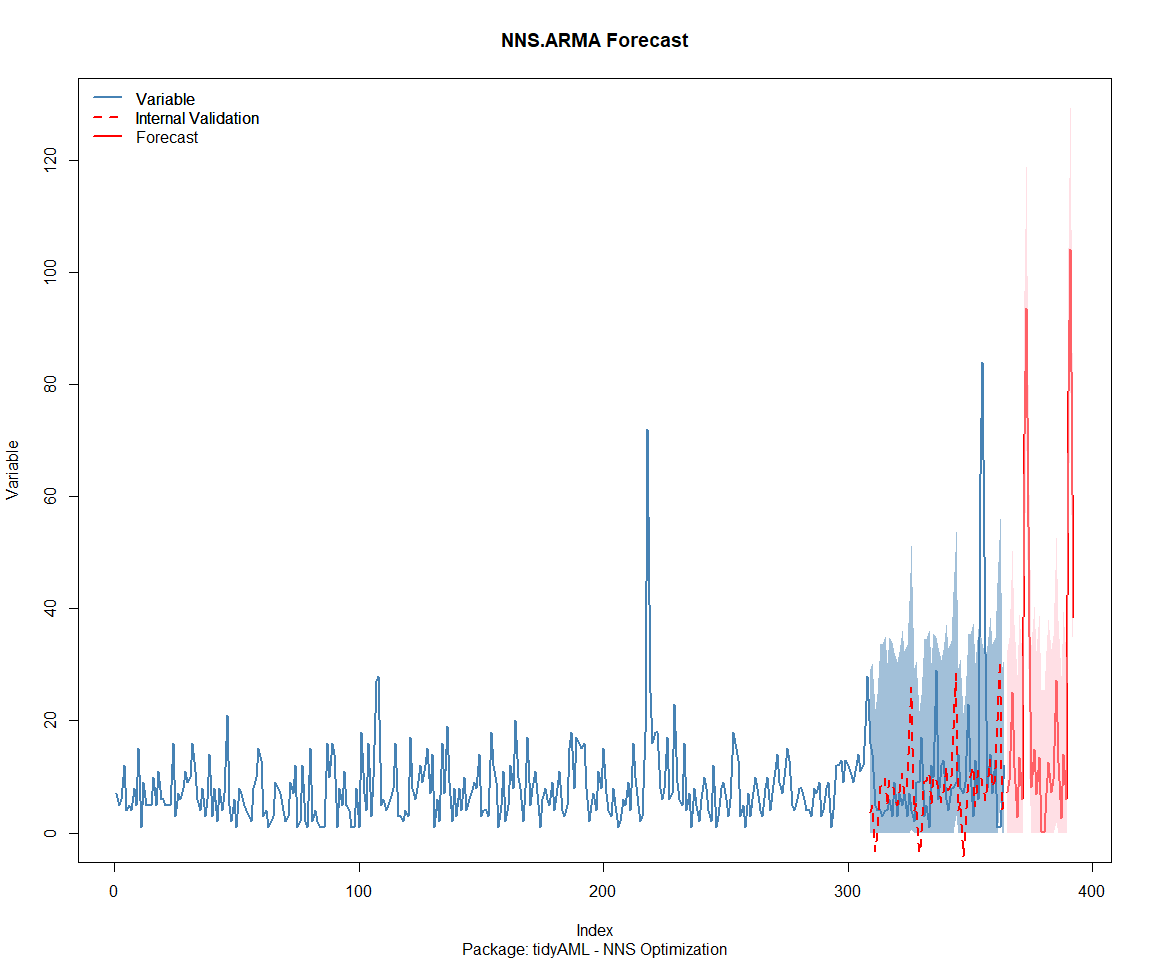 NNS.ARMA Forecast
Variable
Internal Validation
Forecast
Variable
120
100
80
60
40
20
0
0
100
200
300
400
Index
Package: tidyAML - NNS Optimization